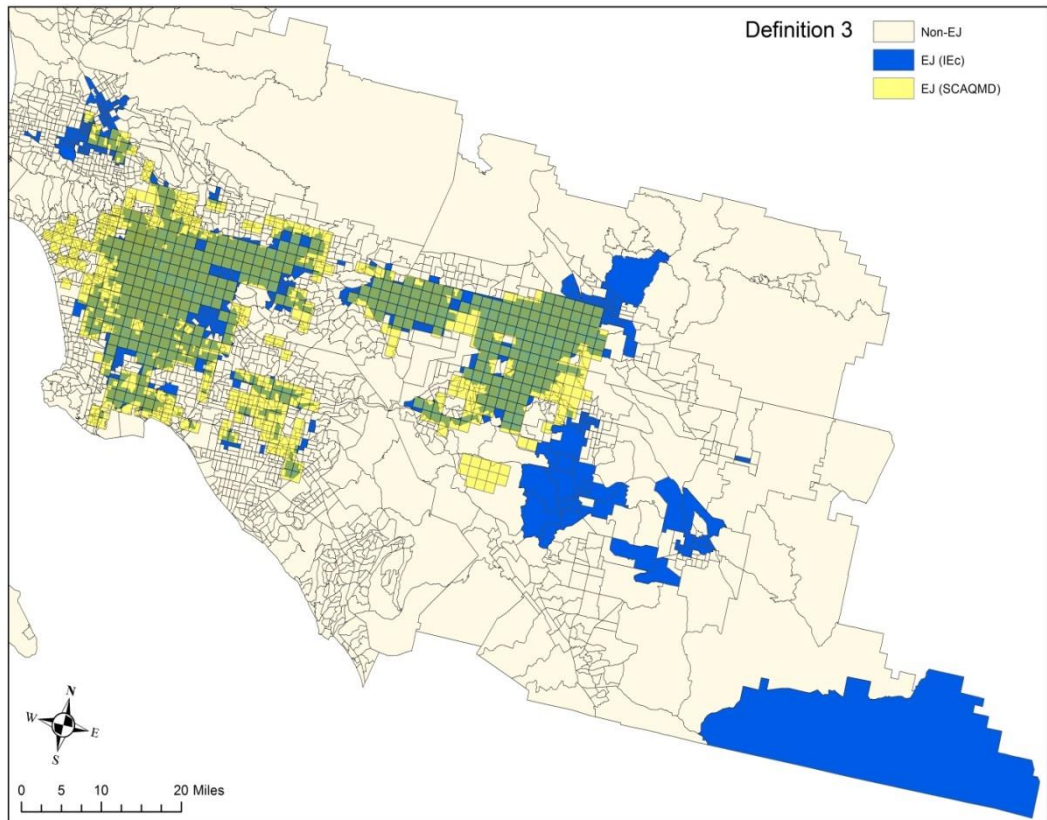 Definition 3
Non-EJ
EJ (IEc)
EJ (SCAQMD)
N
W
E
S
0 5 10 20 Miles